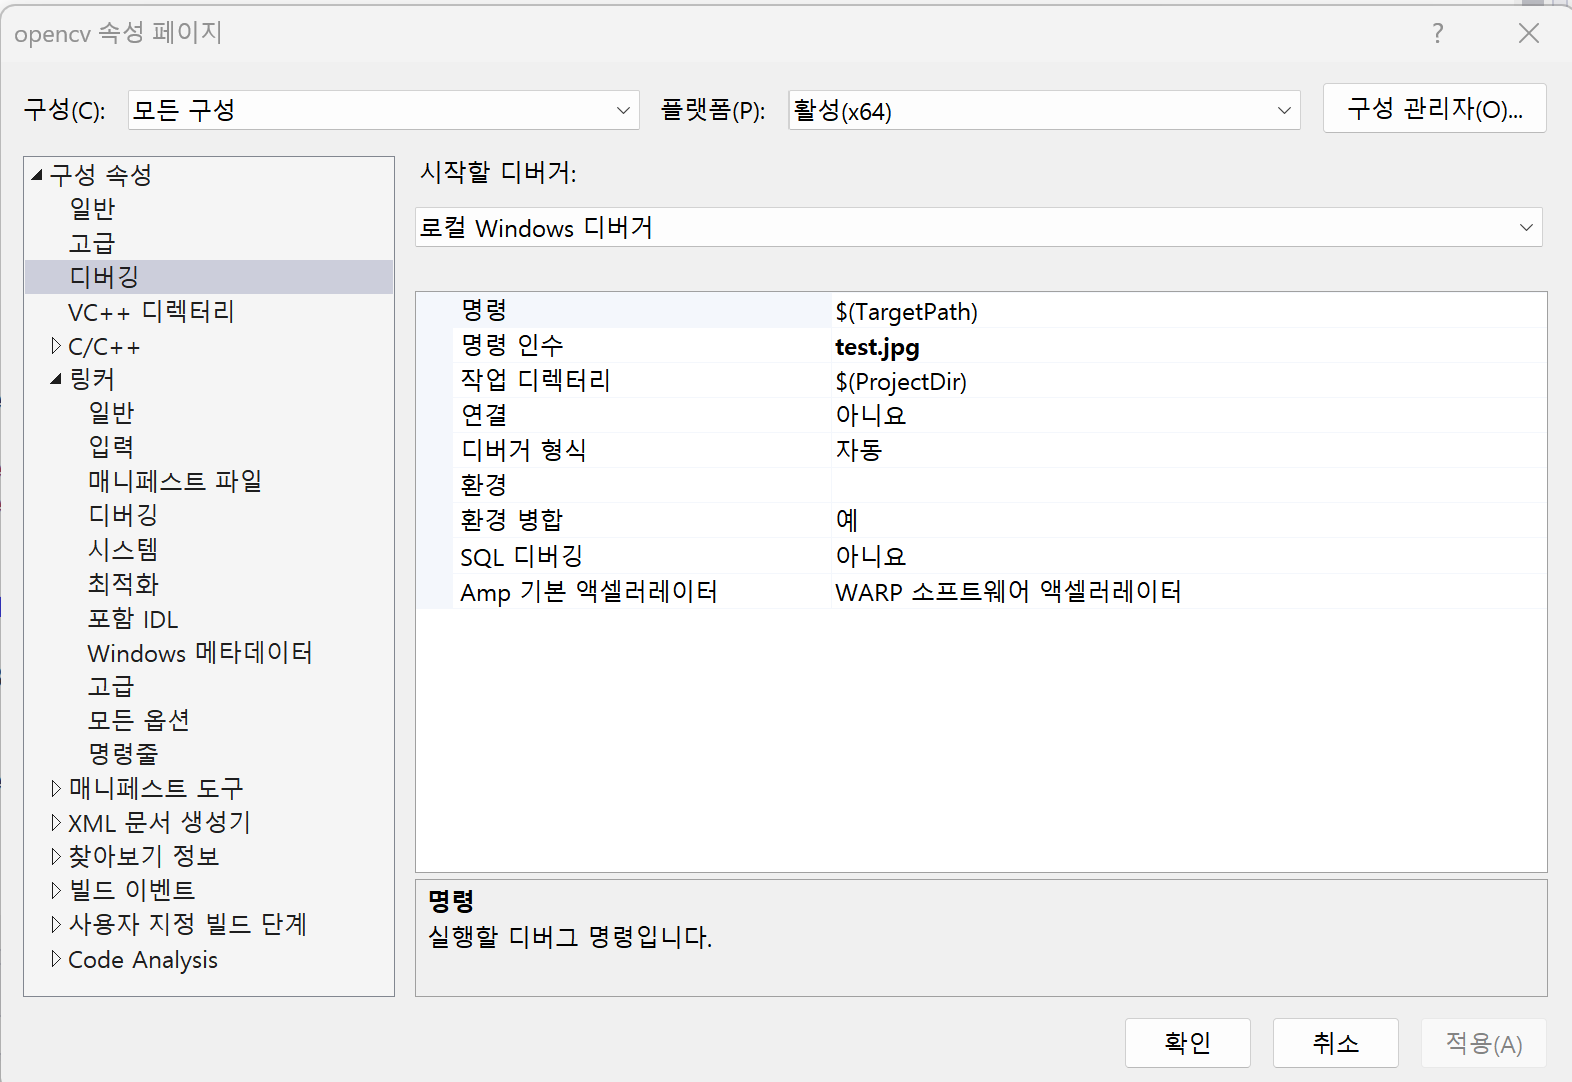 opencv 속성 페이지
구성(C):
모든 구성
플랫폼(P):
활성(x64)
구성 관리자(O)...
구성 속성
일반
고급
디버깅
VC++ 디렉터리
C/C++
링커
일반
입력
매니페스트 파일
디버깅
시스템
최적화
포함 IDL
Windows 메타데이터
고급
모든 옵션
명령줄
매니페스트 도구
XML 문서 생성기
찾아보기 정보
빌드 이벤트
사용자 지정 빌드 단계
Code Analysis
시작할 디버거:
로컬 Windows 디버거
명령 $(TargetPath)
명령 인수 test.jpg
작업 디렉터리 $(ProjectDir)
연결 아니요
디버거 형식 자동
환경
환경 병합 예
SQL 디버깅 아니요
Amp 기본 액셀러레이터 WARP 소프트웨어 액셀러레이터
명령
실행할 디버그 명령입니다.
확인
취소
적용(A)